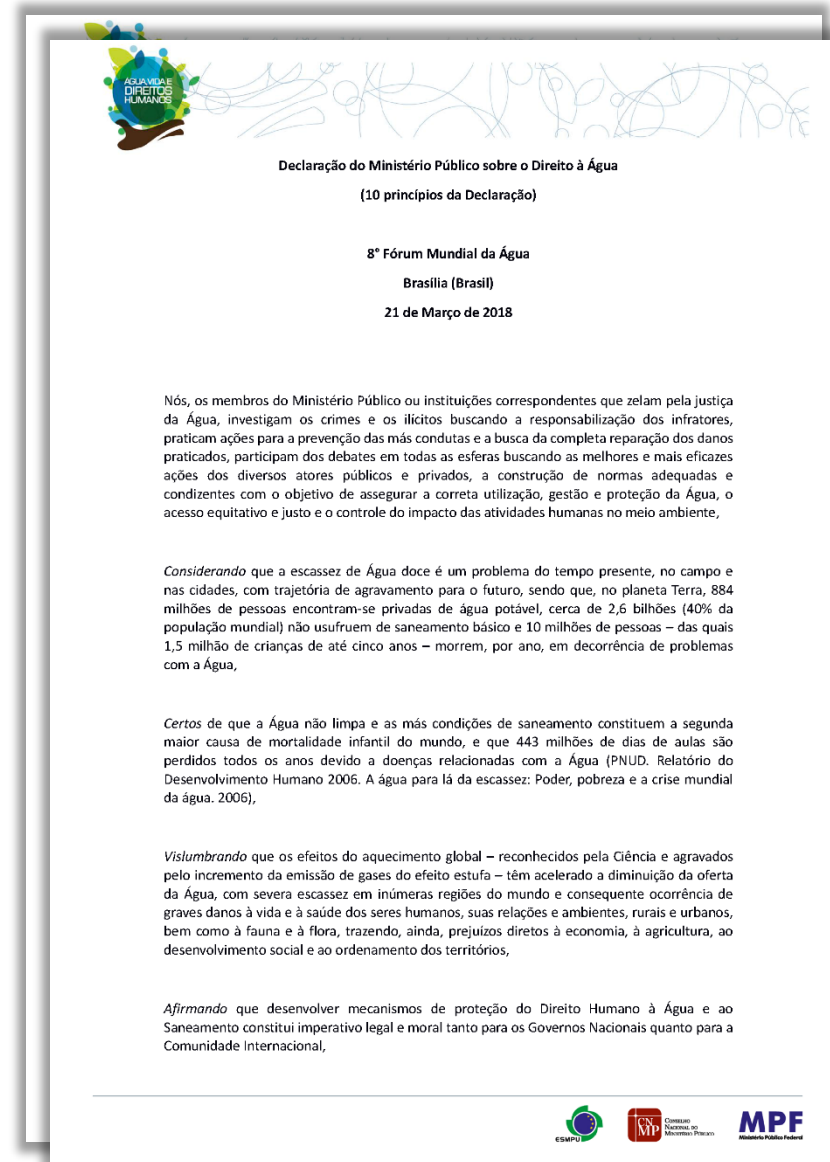 ÁGUA, VIDA E
DIREITOS
HUMANOS
Declaração do Ministério Público sobre o Direito à Água
(10 princípios da Declaração)
8° Fórum Mundial da Água
Brasília (Brasil)
21 de Março de 2018
Nós, os membros do Ministério Público ou instituições correspondentes que zelam pela justiça
da Água, investigam os crimes e os ilícitos buscando a responsabilização dos infratores,
praticam ações para a prevenção das más condutas e a busca da completa reparação dos danos
praticados, participam dos debates em todas as esferas buscando as melhores e mais eficazes
ações dos diversos atores públicos e privados, a construção de normas adequadas e
condizentes com o objetivo de assegurar a correta utilização, gestão e proteção da Água, o
acesso equitativo e justo e o controle do impacto das atividades humanas no meio ambiente,
Considerando que a escassez de Água doce é um problema do tempo presente, no campo e
nas cidades, com trajetória de agravamento para o futuro, sendo que, no planeta Terra, 884
milhões de pessoas encontram-se privadas de água potável, cerca de 2,6 bilhões (40% da
população mundial) não usufruem de saneamento básico e 10 milhões de pessoas – das quais
1,5 milhão de crianças de até cinco anos – morrem, por ano, em decorrência de problemas
com a Água,
Certos de que a Água não limpa e as más condições de saneamento constituem a segunda
maior causa de mortalidade infantil do mundo, e que 443 milhões de dias de aulas são
perdidos todos os anos devido a doenças relacionadas com a Água (PNUD. Relatório do
Desenvolvimento Humano 2006. A água para lá da escassez: Poder, pobreza e a crise mundial
da água. 2006),
Vislumbrando que os efeitos do aquecimento global – reconhecidos pela Ciência e agravados
pelo incremento da emissão de gases do efeito estufa – têm acelerado a diminuição da oferta
da Água, com severa escassez em inúmeras regiões do mundo e consequente ocorrência de
graves danos à vida e à saúde dos seres humanos, suas relações e ambientes, rurais e urbanos,
bem como à fauna e à flora, trazendo, ainda, prejuízos diretos à economia, à agricultura, ao
desenvolvimento social e ao ordenamento dos territórios,
Afirmando que desenvolver mecanismos de proteção do Direito Humano à Água e ao
Saneamento constitui imperativo legal e moral tanto para os Governos Nacionais quanto para a
Comunidade Internacional,
ESMPU
CN
MP
CONSELHO
NACIONAL DO
MINISTÉRIO PÚBLICO
MPF
Ministério Público Federal